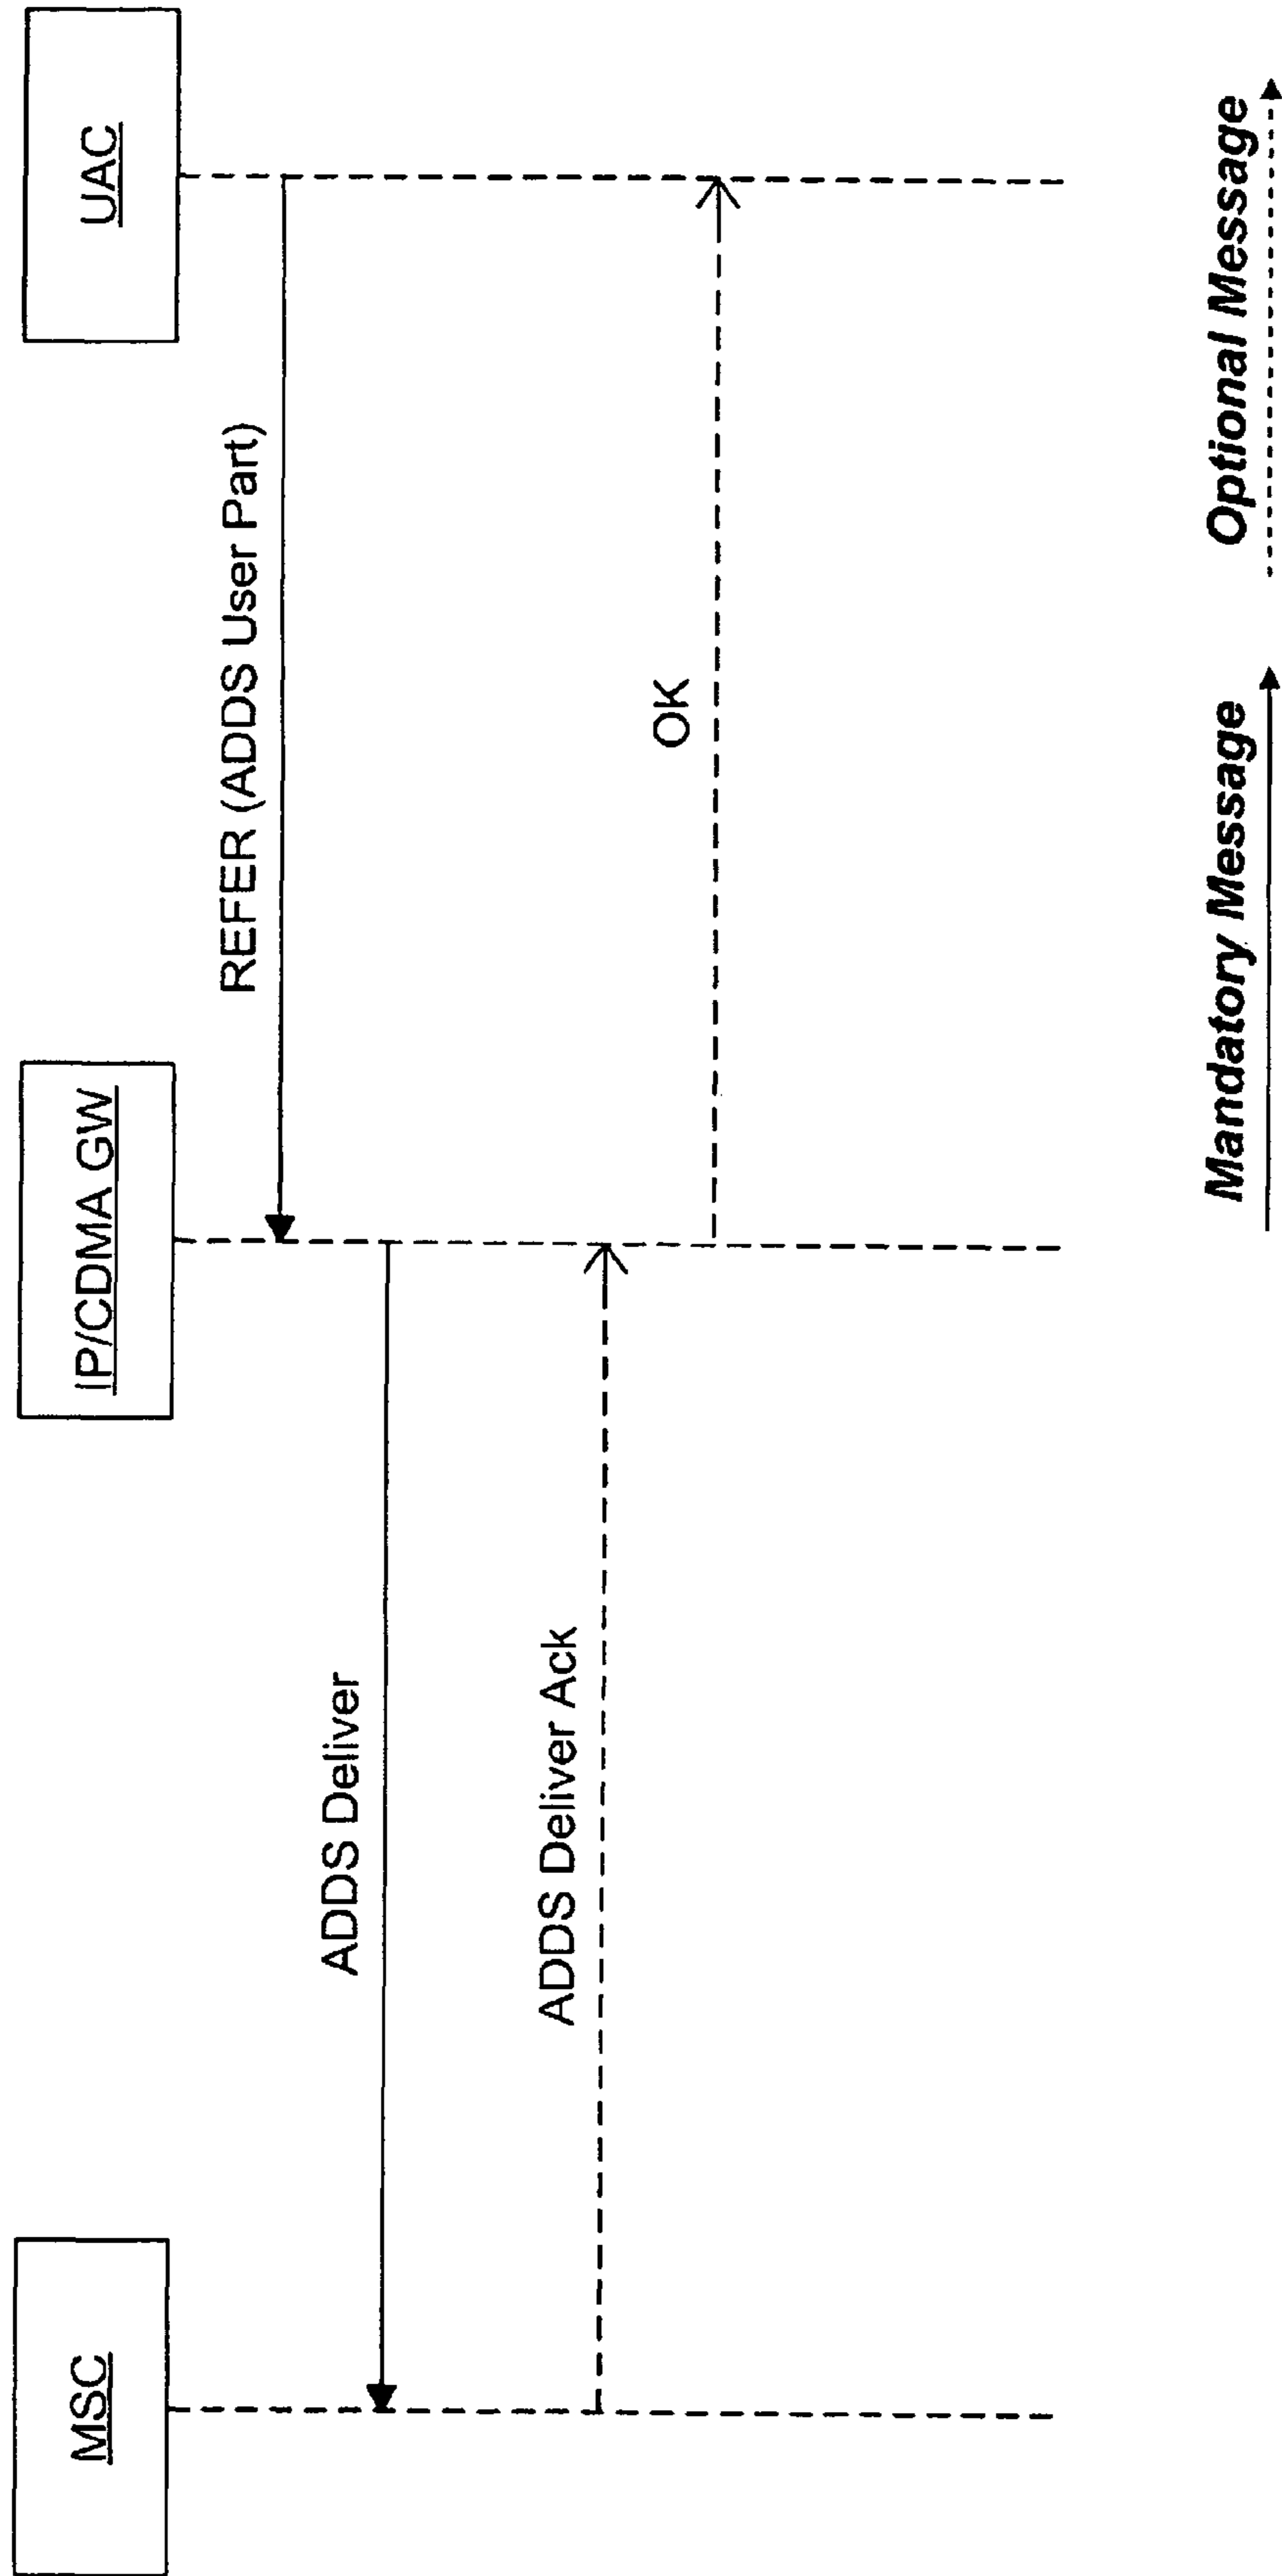 MSC
IP/CDMA GW
UAC
REFER (ADDS User Part)
ADDS Deliver
ADDS Deliver Ack
OK
Mandatory Message
Optional Message